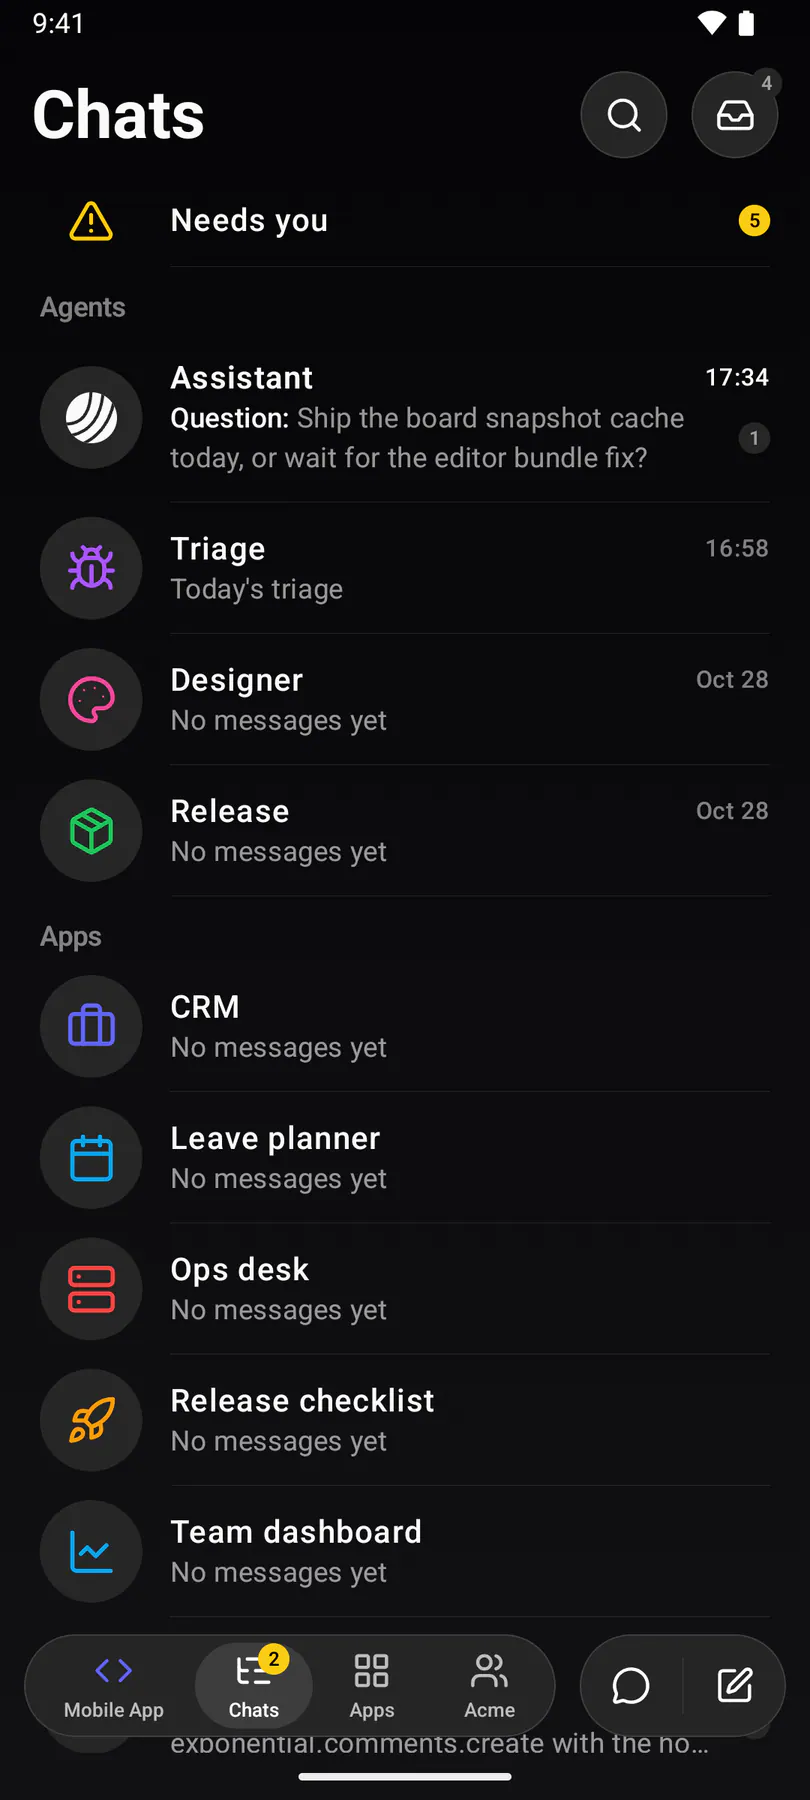 9:41
Chats
4
Needs you
5
Agents
Assistant
17:34
Question: Ship the board snapshot cache
today, or wait for the editor bundle fix?
1
Triage
16:58
Today's triage
Designer
Oct 28
No messages yet
Release
Oct 28
No messages yet
Apps
CRM
No messages yet
Leave planner
No messages yet
Ops desk
No messages yet
Release checklist
No messages yet
Team dashboard
No messages yet
2
Mobile App
Chats
Apps
Acme
exponential.comments.create with the ho…